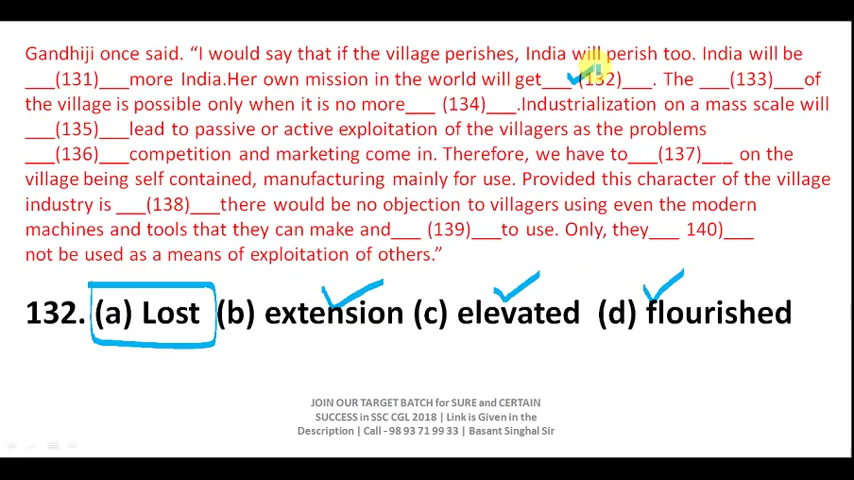 Gandhiji once said. “I would say that if the village perishes, India will perish too. India will be
___(131)___more India.Her own mission in the world will get___ (132)___. The ___(133)___of
the village is possible only when it is no more___ (134)___.Industrialization on a mass scale will
___(135)___lead to passive or active exploitation of the villagers as the problems
___(136)___competition and marketing come in. Therefore, we have to___(137)___ on the
village being self contained, manufacturing mainly for use. Provided this character of the village
industry is ___(138)___there would be no objection to villagers using even the modern
machines and tools that they can make and___ (139)___to use. Only, they___ 140)___
not be used as a means of exploitation of others.”
132. (a) Lost (b) extension (c) elevated (d) flourished
JOIN OUR TARGET BATCH for SURE and CERTAIN
SUCCESS in SSC CGL 2018 | Link is Given in the
Description | Call - 98 93 71 99 33 | Basant Singhal Sir